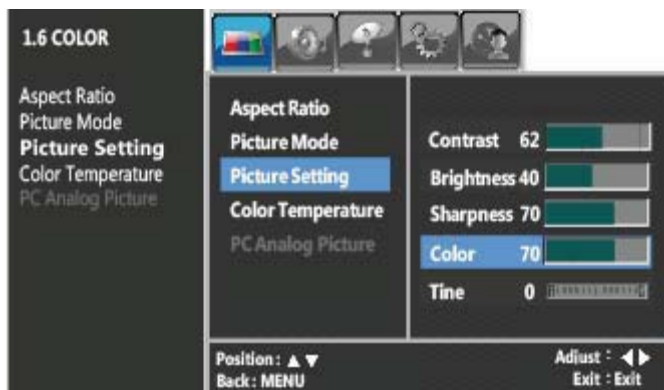 1.6 COLOR
Aspect Ratio
Picture Mode
Picture Setting
Color Temperature
PC Analog Picture
Aspect Ratio
Picture Mode
Picture Setting
Color Temperature
PC Analog Picture
Contrast 62
Brightness 40
Sharpness 70
Color 70
Tine 0
Position : ▲ ▼
Back : MENU
Adjust : ◀ ▶
Exit : Exit